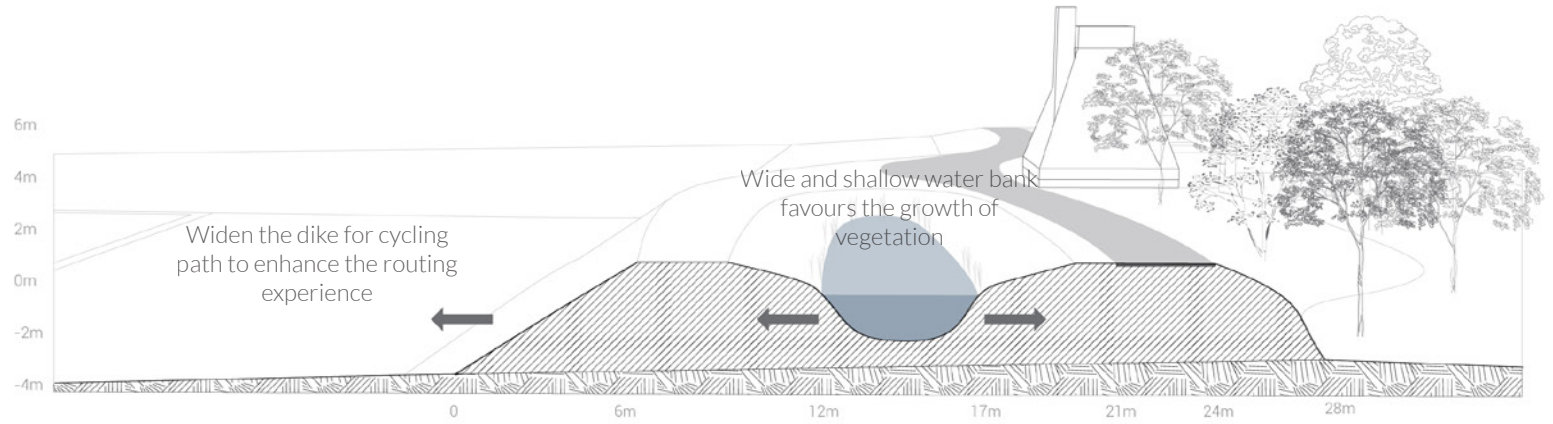 6m
4m
2m
0m
-2m
-4m
Widen the dike for cycling
path to enhance the routing
experience
Wide and shallow water bank
favours the growth of
vegetation
0
6m
12m
17m
21m
24m
28m